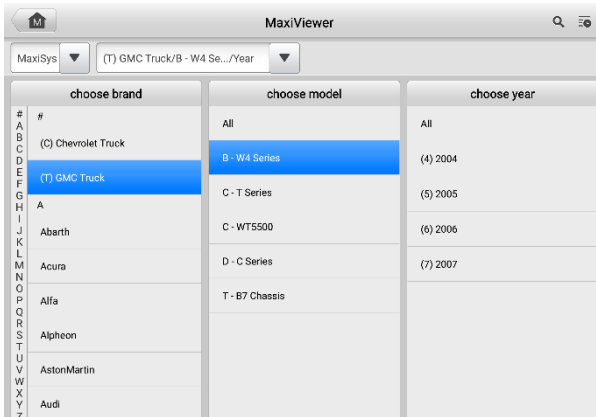 M
MaxiViewer
MaxiSys
(T) GMC Truck/B - W4 Se.../Year
choose brand
choose model
choose year
#
A
B
C
D
E
F
G
H
I
J
K
L
M
N
O
P
Q
R
S
T
U
V
W
X
Y
Z
#
(C) Chevrolet Truck
(T) GMC Truck
A
Abarth
Acura
Alfa
Alpheon
AstonMartin
Audi
All
B - W4 Series
C - T Series
C - WT5500
D - C Series
T - B7 Chassis
All
(4) 2004
(5) 2005
(6) 2006
(7) 2007